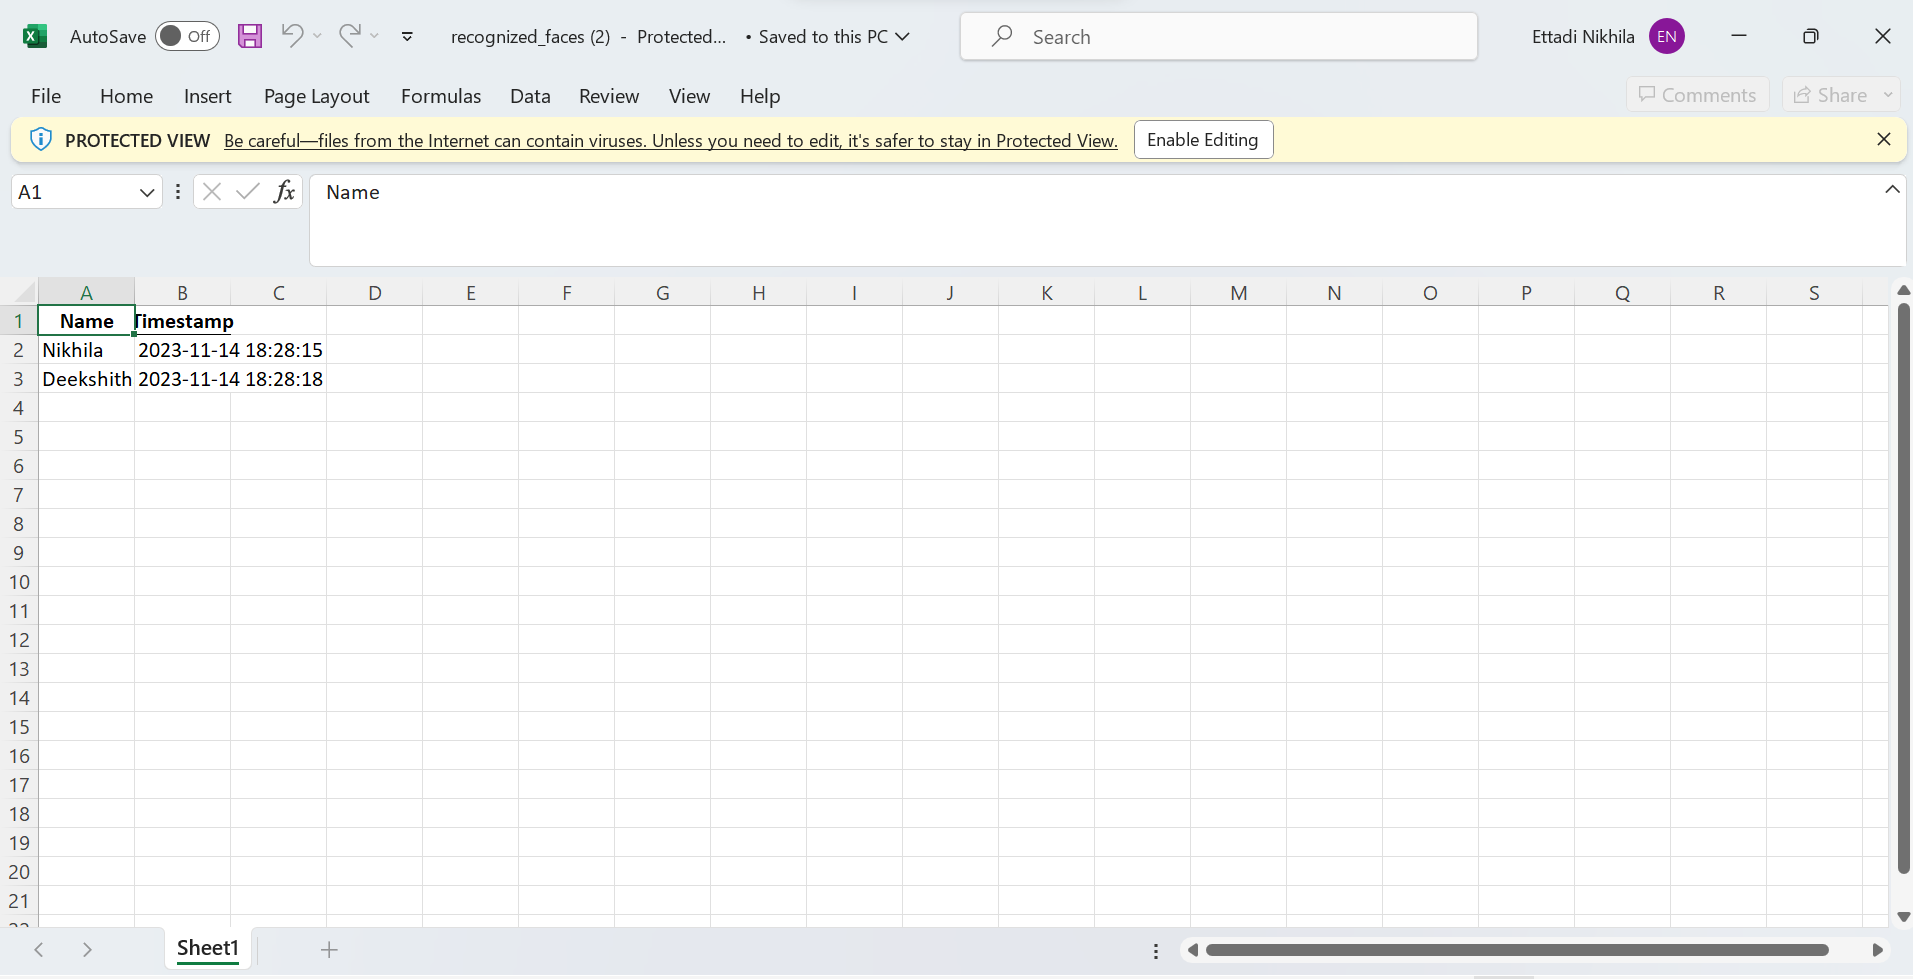 AutoSave Off recognized_faces (2) - Protected... • Saved to this PC Search Ettadi Nikhila EN
File Home Insert Page Layout Formulas Data Review View Help Comments Share
PROTECTED VIEW Be careful—files from the Internet can contain viruses. Unless you need to edit, it's safer to stay in Protected View. Enable Editing
A1 fx Name
A B C D E F G H I J K L M N O P Q R S
1 Name Timestamp
2 Nikhila 2023-11-14 18:28:15
3 Deekshith 2023-11-14 18:28:18
4
5
6
7
8
9
10
11
12
13
14
15
16
17
18
19
20
21
22
Sheet1